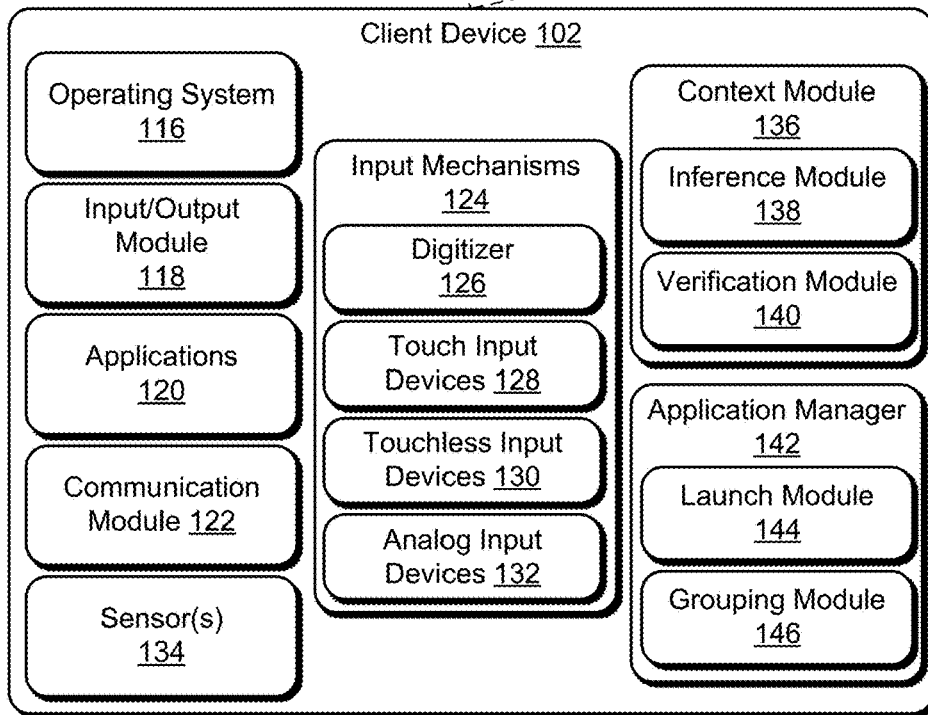 Client Device 102
Operating System
116
Input/Output
Module
118
Applications
120
Communication
Module 122
Sensor(s)
134
Input Mechanisms
124
Digitizer
126
Touch Input
Devices 128
Touchless Input
Devices 130
Analog Input
Devices 132
Context Module
136
Inference Module
138
Verification Module
140
Application Manager
142
Launch Module
144
Grouping Module
146